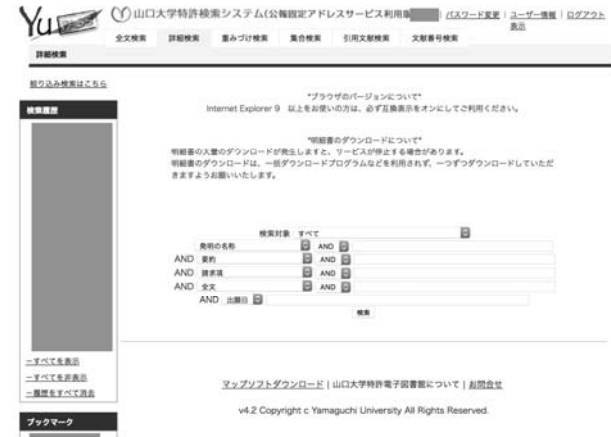 Yu
山口大学特許検索システム(公報固定アドレスサービス利用版
| パスワード変更 | ユーザー情報 | ログアウト
表示
全文検索 詳細検索 重みづけ検索 集合検索 引用文献検索 文献番号検索
詳細検索
絞り込み検索はこちら
検索履歴
*ブラウザのバージョンについて*
Internet Explorer 9 以上をお使いの方は、必ず互換表示をオンにしてご利用ください。
*明細書のダウンロードについて*
明細書の大量のダウンロードが発生しますと、サービスが停止する場合があります。
明細書のダウンロードは、一括ダウンロードプログラムなどを利用されず、一つずつダウンロードしていただ
きますようお願いいたします。
検索対象 すべて
発明の名称 AND
AND 要約 AND
AND 請求項 AND
AND 全文 AND
AND 出願日
検索
−すべてを表示
−すべてを非表示
−履歴をすべて消去
マップソフトダウンロード | 山口大学特許電子図書館について | お問合せ
v4.2 Copyright c Yamaguchi University All Rights Reserved.
ブックマーク